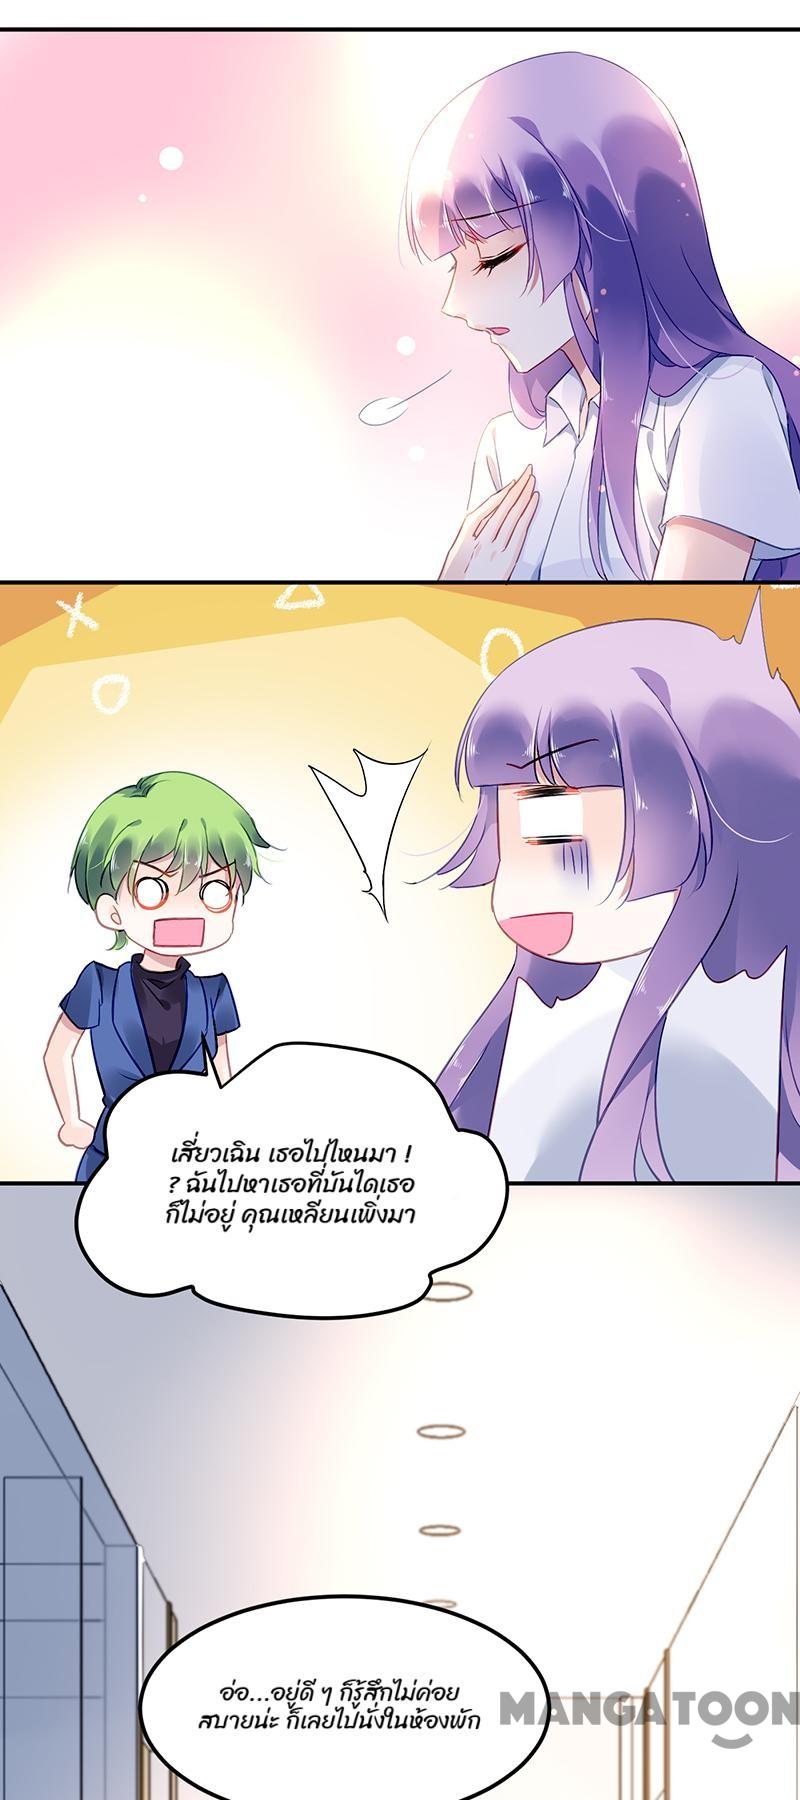 เสี่ยวเฉิน เธอไปไหนมา !
? ฉันไปหาเธอที่บันไดเธอ
ก็ไม่อยู่ คุณเหลียนเพิ่งมา
อ่อ...อยู่ดี ๆ ก็รู้สึกไม่ค่อย
สบายน่ะ ก็เลยไปนั่งในห้องพัก
MANGATOON